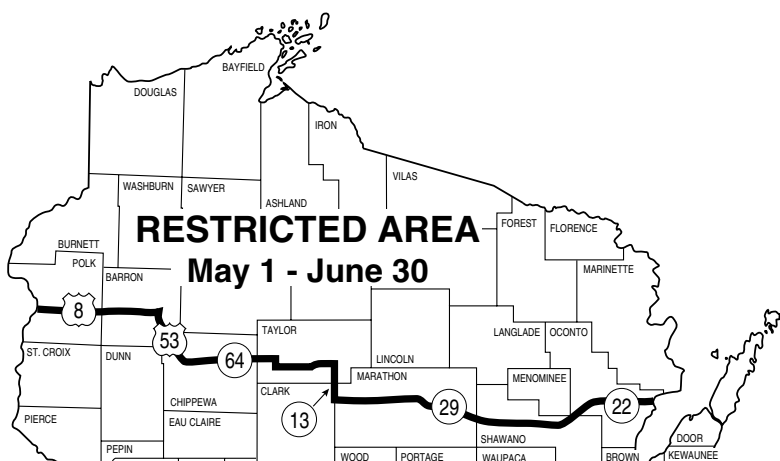 BAYFIELD
DOUGLAS
IRON
VILAS
WASHBURN
SAWYER
ASHLAND
RESTRICTED AREA
FOREST
FLORENCE
BURNETT
POLK
BARRON
May 1 - June 30
MARINETTE
8
53
64
TAYLOR
LANGLADE
OCONTO
ST. CROIX
DUNN
LINCOLN
MARATHON
MENOMINEE
CLARK
CHIPPEWA
13
29
22
PIERCE
EAU CLAIRE
SHAWANO
DOOR
PEPIN
WOOD
PORTAGE
WAUPACA
BROWN
KEWAUNEE